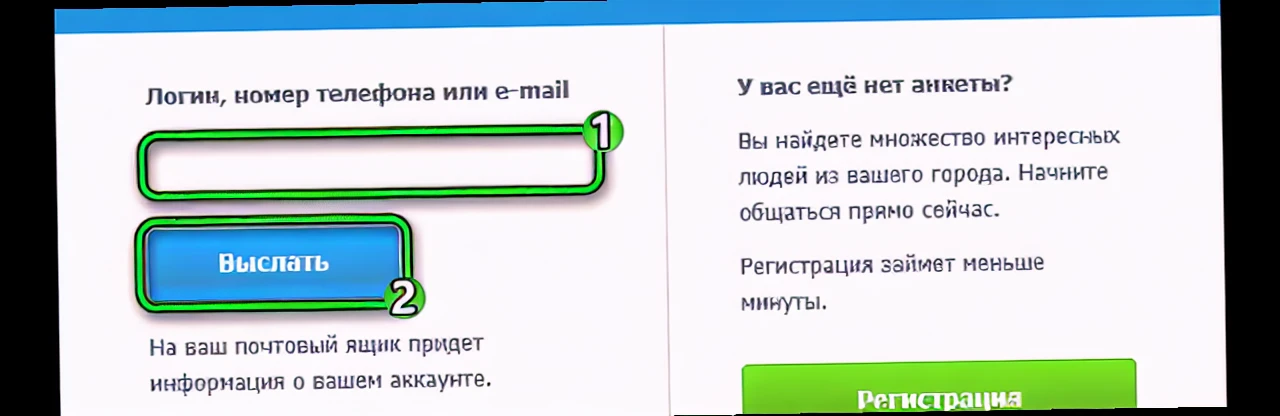 Логин, номер телефона или e-mail
1
Выслать
2
На ваш почтовый ящик придет
информация о вашем аккаунте.
У вас ещё нет анкеты?
Вы найдете множество интересных
людей из вашего города. Начните
общаться прямо сейчас.
Регистрация займет меньше
минуты.
Регистрация